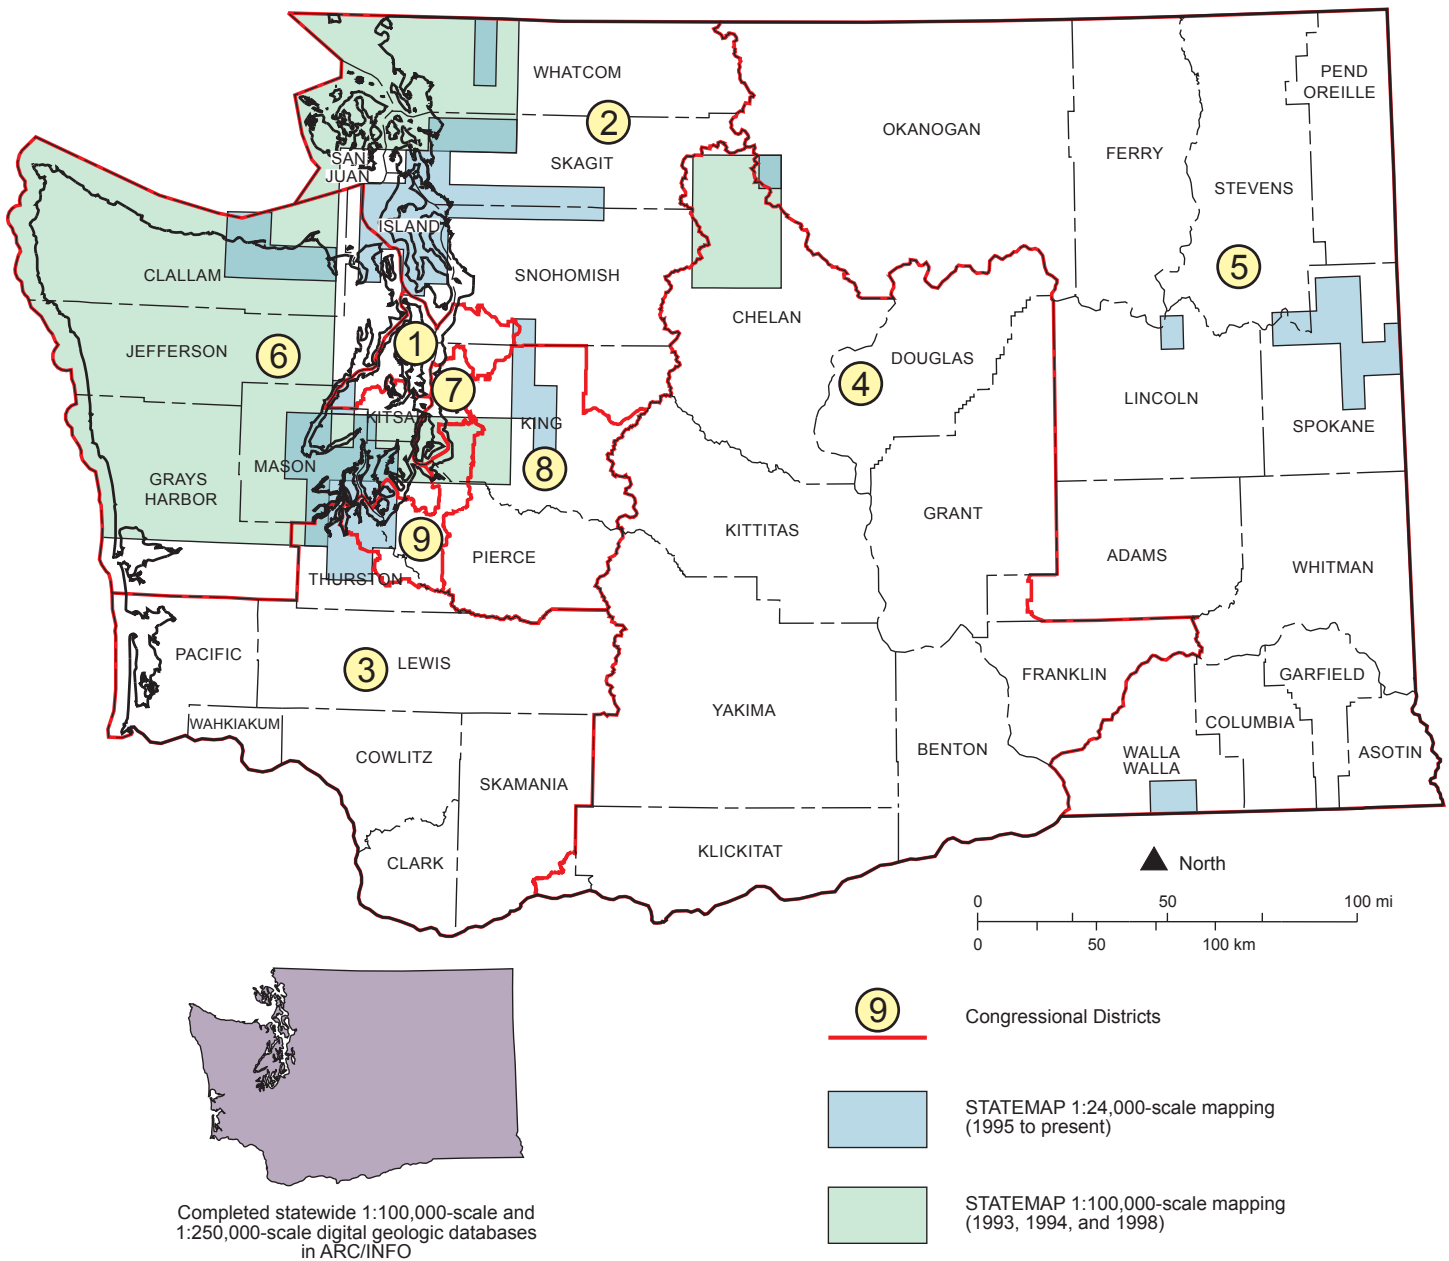 WHATCOM
PEND
OREILLE
2
OKANOGAN
FERRY
SAN
JUAN
SKAGIT
STEVENS
ISLAND
CLALLAM
SNOHOMISH
5
CHELAN
JEFFERSON
6
1
DOUGLAS
7
4
LINCOLN
KITSAP
KING
SPOKANE
MASON
8
GRAYS
HARBOR
GRANT
KITTITAS
9
PIERCE
ADAMS
WHITMAN
THURSTON
PACIFIC
3
LEWIS
FRANKLIN
GARFIELD
YAKIMA
WAHKIAKUM
COLUMBIA
COWLITZ
BENTON
WALLA
WALLA
ASOTIN
SKAMANIA
KLICKITAT
CLARK
North
0 50 100 mi
0 50 100 km
9
Congressional Districts
STATEMAP 1:24,000-scale mapping
(1995 to present)
STATEMAP 1:100,000-scale mapping
(1993, 1994, and 1998)
Completed statewide 1:100,000-scale and
1:250,000-scale digital geologic databases
in ARC/INFO